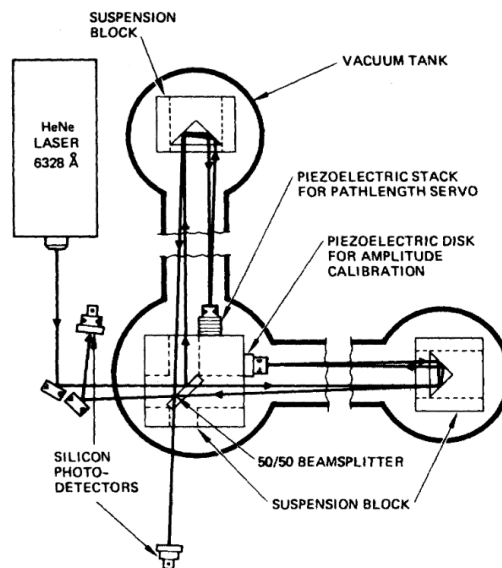 SUSPENSION
BLOCK
VACUUM TANK
HeNe
LASER
6328 Å
PIEZOELECTRIC STACK
FOR PATHLENGTH SERVO
PIEZOELECTRIC DISK
FOR AMPLITUDE
CALIBRATION
SILICON
PHOTO-
DETECTORS
50/50 BEAMSPLITTER
SUSPENSION BLOCK